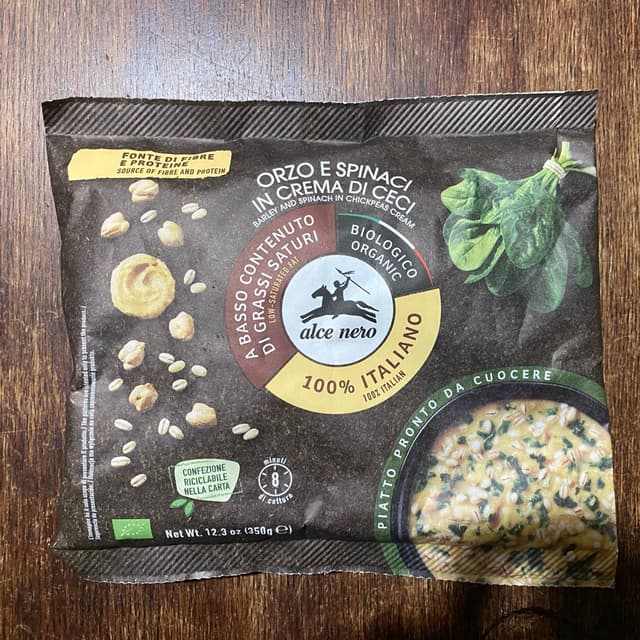 FONTE DI FIBRE
E PROTEINE
SOURCE OF FIBRE AND PROTEIN
ORZO E SPINACI
IN CREMA DI CECI
BARLEY AND SPINACH IN CHICKPEAS CREAM
A BASSO CONTENUTO
DI GRASSI SATURI
LOW-SATURATED FAT
BIOLOGICO
ORGANIC
alce nero
100% ITALIANO
100% ITALIAN
PIATTO PRONTO DA CUOCERE
CONFEZIONE
RICICLABILE
NELLA CARTA
minuti
8
di cottura
Net Wt. 12.3 oz (350g e)